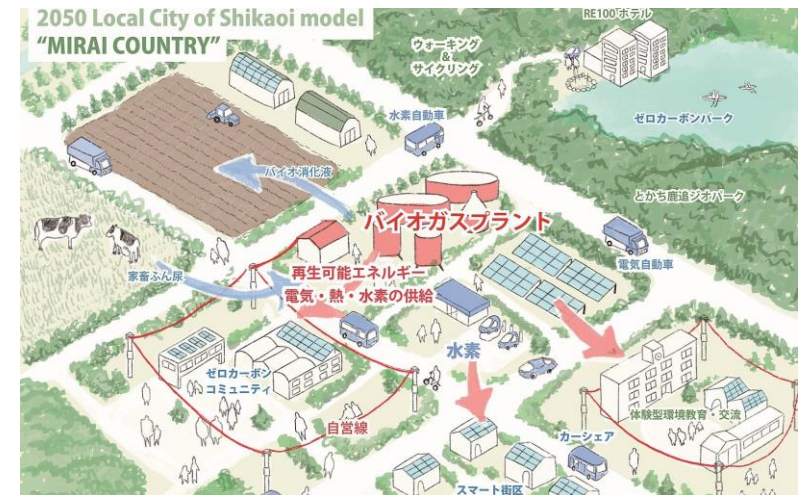 2050 Local City of Shikaoi model
“MIRAI COUNTRY”
RE100 ホテル
ウォーキング
&
サイクリング
水素自動車
ゼロカーボンパーク
バイオ消化液
とかち鹿追ジオパーク
バイオガスプラント
電気自動車
家畜ふん尿
再生可能エネルギー
電気・熱・水素の供給
水素
ゼロカーボン
コミュニティ
自営線
体験型環境教育・交流
カーシェア
スマート街区